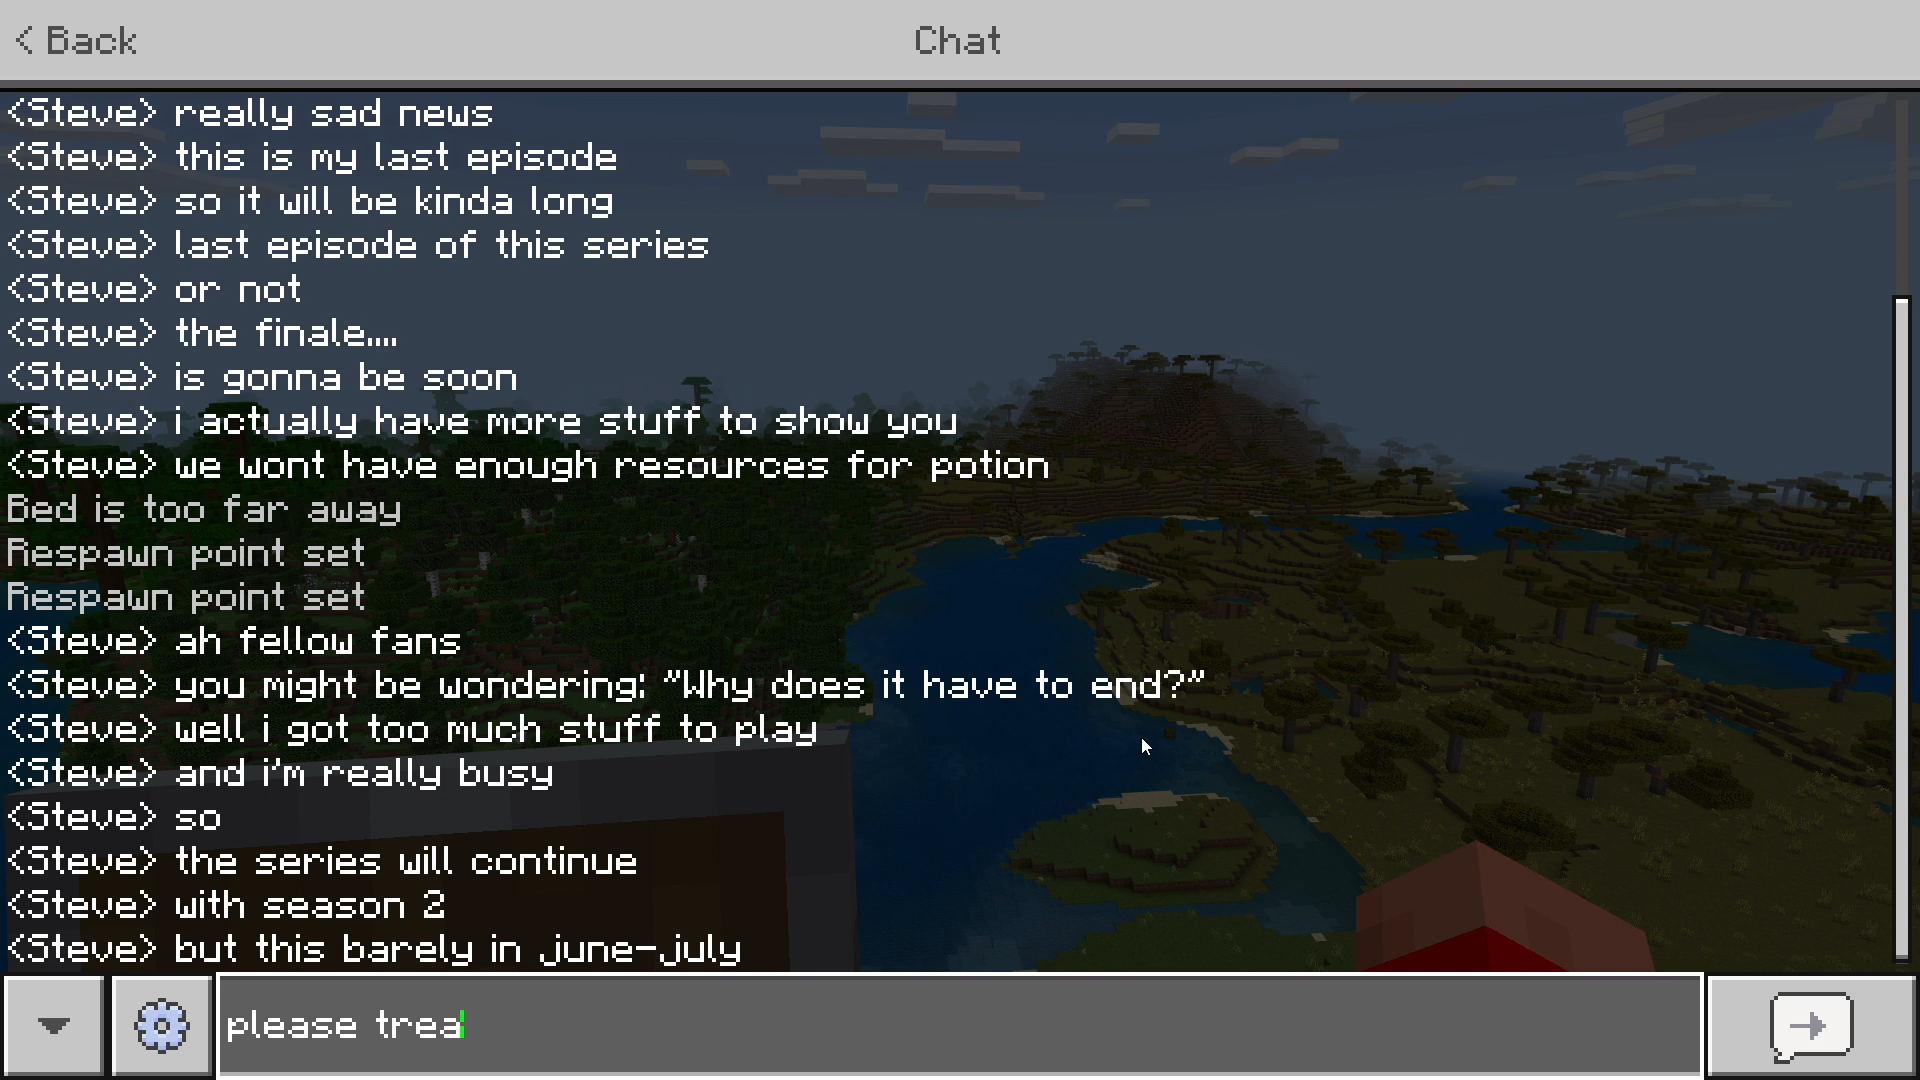 < Back
Chat
<Steve> really sad news
<Steve> this is my last episode
<Steve> so it will be kinda long
<Steve> last episode of this series
<Steve> or not
<Steve> the finale....
<Steve> is gonna be soon
<Steve> i actually have more stuff to show you
<Steve> we wont have enough resources for potion
Bed is too far away
Respawn point set
Respawn point set
<Steve> ah fellow fans
<Steve> you might be wondering: "Why does it have to end?"
<Steve> well i got too much stuff to play
<Steve> and i'm really busy
<Steve> so
<Steve> the series will continue
<Steve> with season 2
<Steve> but this barely in june-july
please trea